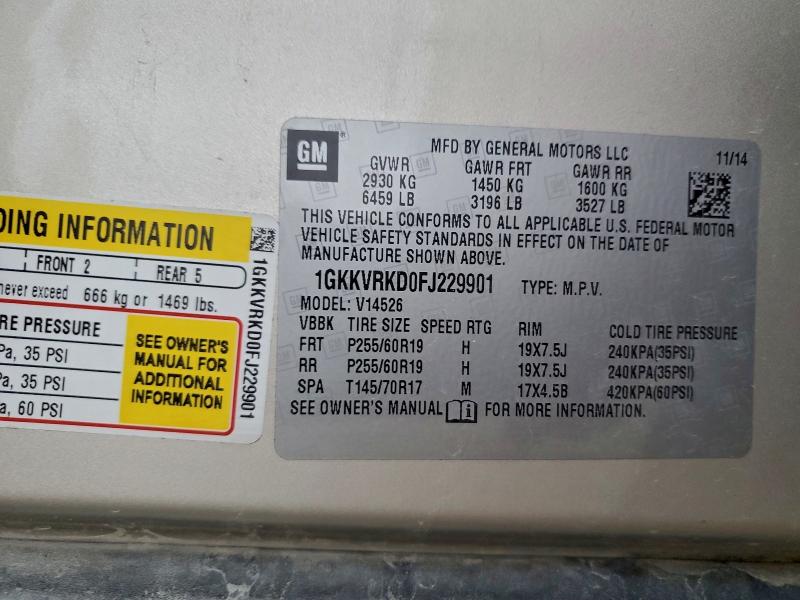 DING INFORMATION
FRONT 2 REAR 5
never exceed 666 kg or 1469 lbs.
RE PRESSURE
Pa, 35 PSI
Pa, 35 PSI
a, 60 PSI
SEE OWNER'S
MANUAL FOR
ADDITIONAL
INFORMATION
1GKKVRKD0FJ229901
GM
MFD BY GENERAL MOTORS LLC 11/14
GVWR GAWR FRT GAWR RR
2930 KG 1450 KG 1600 KG
6459 LB 3196 LB 3527 LB
THIS VEHICLE CONFORMS TO ALL APPLICABLE U.S. FEDERAL MOTOR
VEHICLE SAFETY STANDARDS IN EFFECT ON THE DATE OF
MANUFACTURE SHOWN ABOVE.
1GKKVRKD0FJ229901 TYPE: M.P.V.
MODEL: V14526
VBBK TIRE SIZE SPEED RTG RIM COLD TIRE PRESSURE
FRT P255/60R19 H 19X7.5J 240KPA(35PSI)
RR P255/60R19 H 19X7.5J 240KPA(35PSI)
SPA T145/70R17 M 17X4.5B 420KPA(60PSI)
SEE OWNER'S MANUAL i FOR MORE INFORMATION.